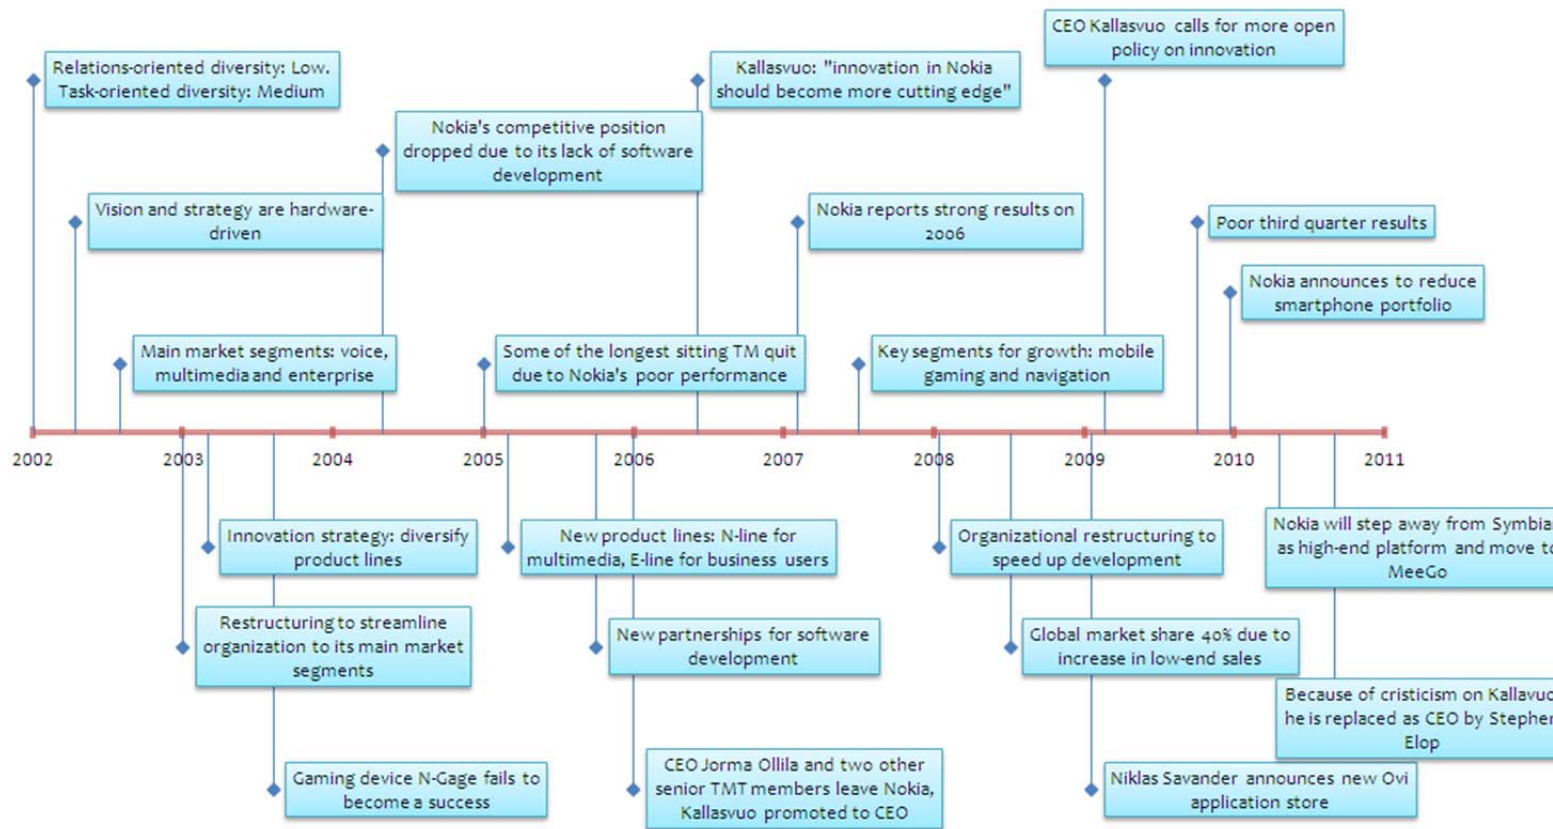 CEO Kallasvuo calls for more open
policy on innovation
Relations-oriented diversity: Low.
Task-oriented diversity: Medium
Kallasvuo: "innovation in Nokia
should become more cutting edge"
Nokia's competitive position
dropped due to its lack of software
development
Vision and strategy are hardware-
driven
Nokia reports strong results on
2006
Poor third quarter results
Nokia announces to reduce
smartphone portfolio
Main market segments: voice,
multimedia and enterprise
Some of the longest sitting TM quit
due to Nokia's poor performance
Key segments for growth: mobile
gaming and navigation
2002 2003 2004 2005 2006 2007 2008 2009 2010 2011
Innovation strategy: diversify
product lines
New product lines: N-line for
multimedia, E-line for business users
Organizational restructuring to
speed up development
Nokia will step away from Symbia
as high-end platform and move to
MeeGo
Restructuring to streamline
organization to its main market
segments
New partnerships for software
development
Global market share 40% due to
increase in low-end sales
Because of cristicism on Kallavuo
he is replaced as CEO by Stephen
Elop
Gaming device N-Gage fails to
become a success
CEO Jorma Ollila and two other
senior TMT members leave Nokia,
Kallasvuo promoted to CEO
Niklas Savander announces new Ovi
application store